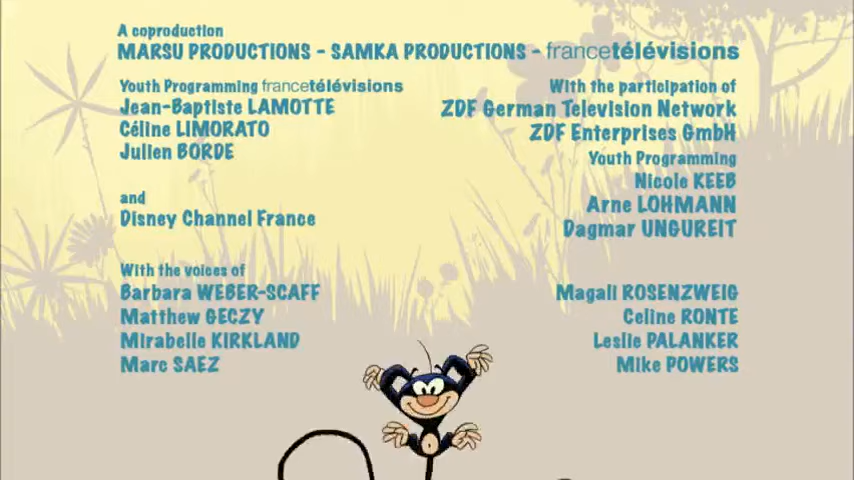 A coproduction
MARSU PRODUCTIONS - SAMKA PRODUCTIONS - francetélévisions
Youth Programming francetélévisions
Jean-Baptiste LAMOTTE
Céline LIMORATO
Julien BORDE
and
Disney Channel France
With the participation of
ZDF German Television Network
ZDF Enterprises GmbH
Youth Programming
Nicole KEEB
Arne LOHMANN
Dagmar UNGUREIT
With the voices of
Barbara WEBER-SCAFF
Matthew GECZY
Mirabelle KIRKLAND
Marc SAEZ
Magali ROSENZWEIG
Celine RONTE
Leslie PALANKER
Mike POWERS